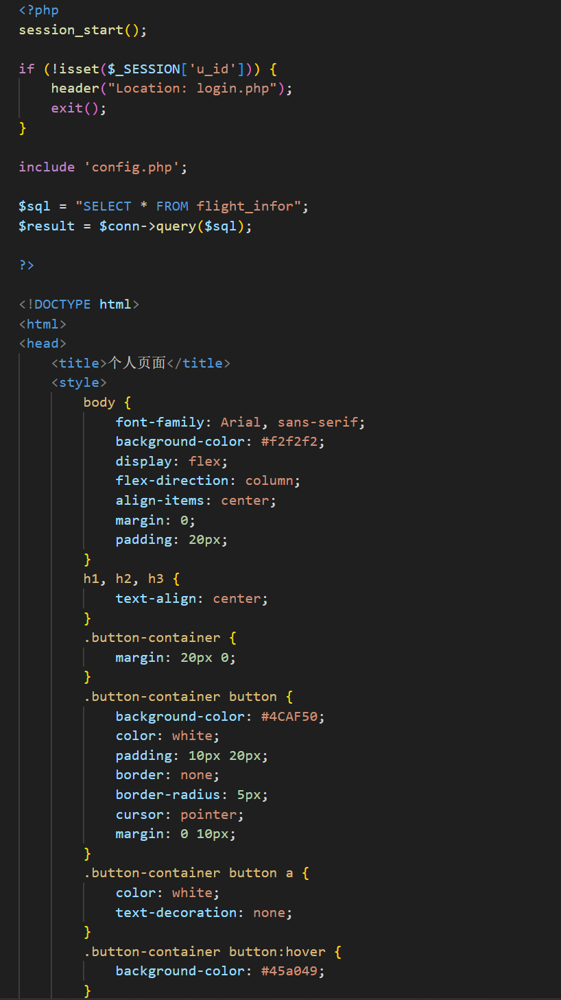 <?php
session_start();
if (!isset($_SESSION['u_id'])) {
header("Location: login.php");
exit();
}
include 'config.php';
$sql = "SELECT * FROM flight_infor";
$result = $conn->query($sql);
?>
<!DOCTYPE html>
<html>
<head>
<title>个人页面</title>
<style>
body {
font-family: Arial, sans-serif;
background-color: #f2f2f2;
display: flex;
flex-direction: column;
align-items: center;
margin: 0;
padding: 20px;
}
h1, h2, h3 {
text-align: center;
}
.button-container {
margin: 20px 0;
}
.button-container button {
background-color: #4CAF50;
color: white;
padding: 10px 20px;
border: none;
border-radius: 5px;
cursor: pointer;
margin: 0 10px;
}
.button-container button a {
color: white;
text-decoration: none;
}
.button-container button:hover {
background-color: #45a049;
}